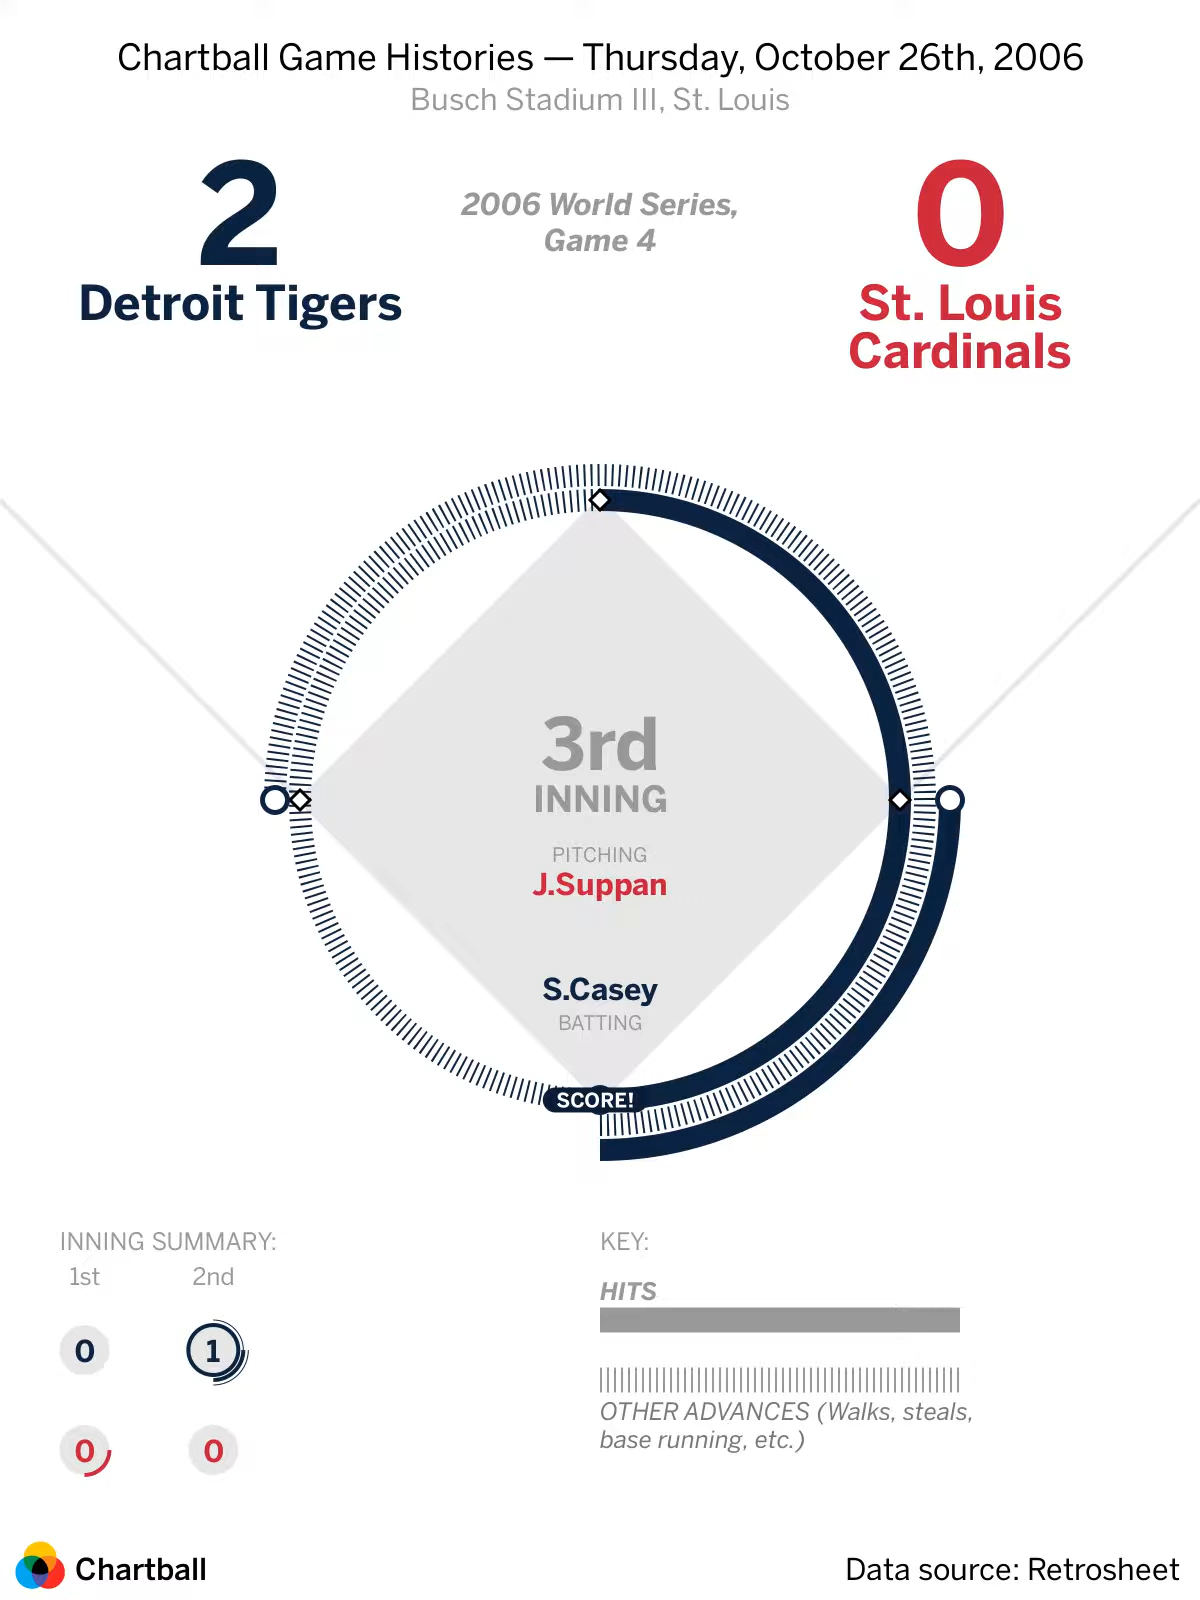 Chartball Game Histories — Thursday, October 26th, 2006
Busch Stadium III, St. Louis
2
Detroit Tigers
2006 World Series,
Game 4
0
St. Louis
Cardinals
3rd
INNING
PITCHING
J.Suppan
S.Casey
BATTING
SCORE!
INNING SUMMARY:
1st 2nd
0 1
0 0
KEY:
HITS
OTHER ADVANCES (Walks, steals,
base running, etc.)
Chartball
Data source: Retrosheet